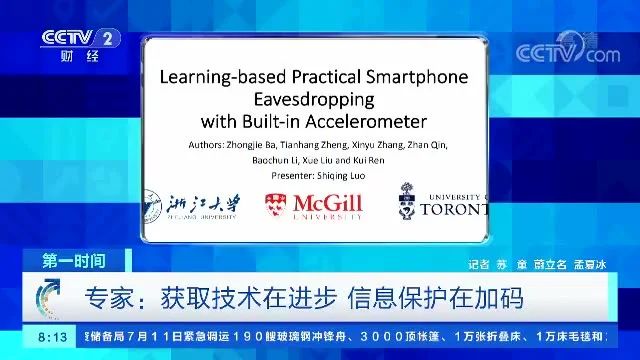 CCTV 2
财经
CCTV.com
Learning-based Practical Smartphone
Eavesdropping
with Built-in Accelerometer
Authors: Zhongjie Ba, Tianhang Zheng, Xinyu Zhang, Zhan Qin,
Baochun Li, Xue Liu and Kui Ren
Presenter: Shiqing Luo
浙江大学
ZHEJIANG UNIVERSITY
McGill
UNIVERSITY
UNIVERSITY O
TORONT
第一时间
记者 苏 童 蔚立名 孟夏冰
专家：获取技术在进步 信息保护在加码
8:13 资储备局7月11日紧急调运190艘玻璃钢冲锋舟、3000顶帐篷、1万张折叠床、1万床毛毯和